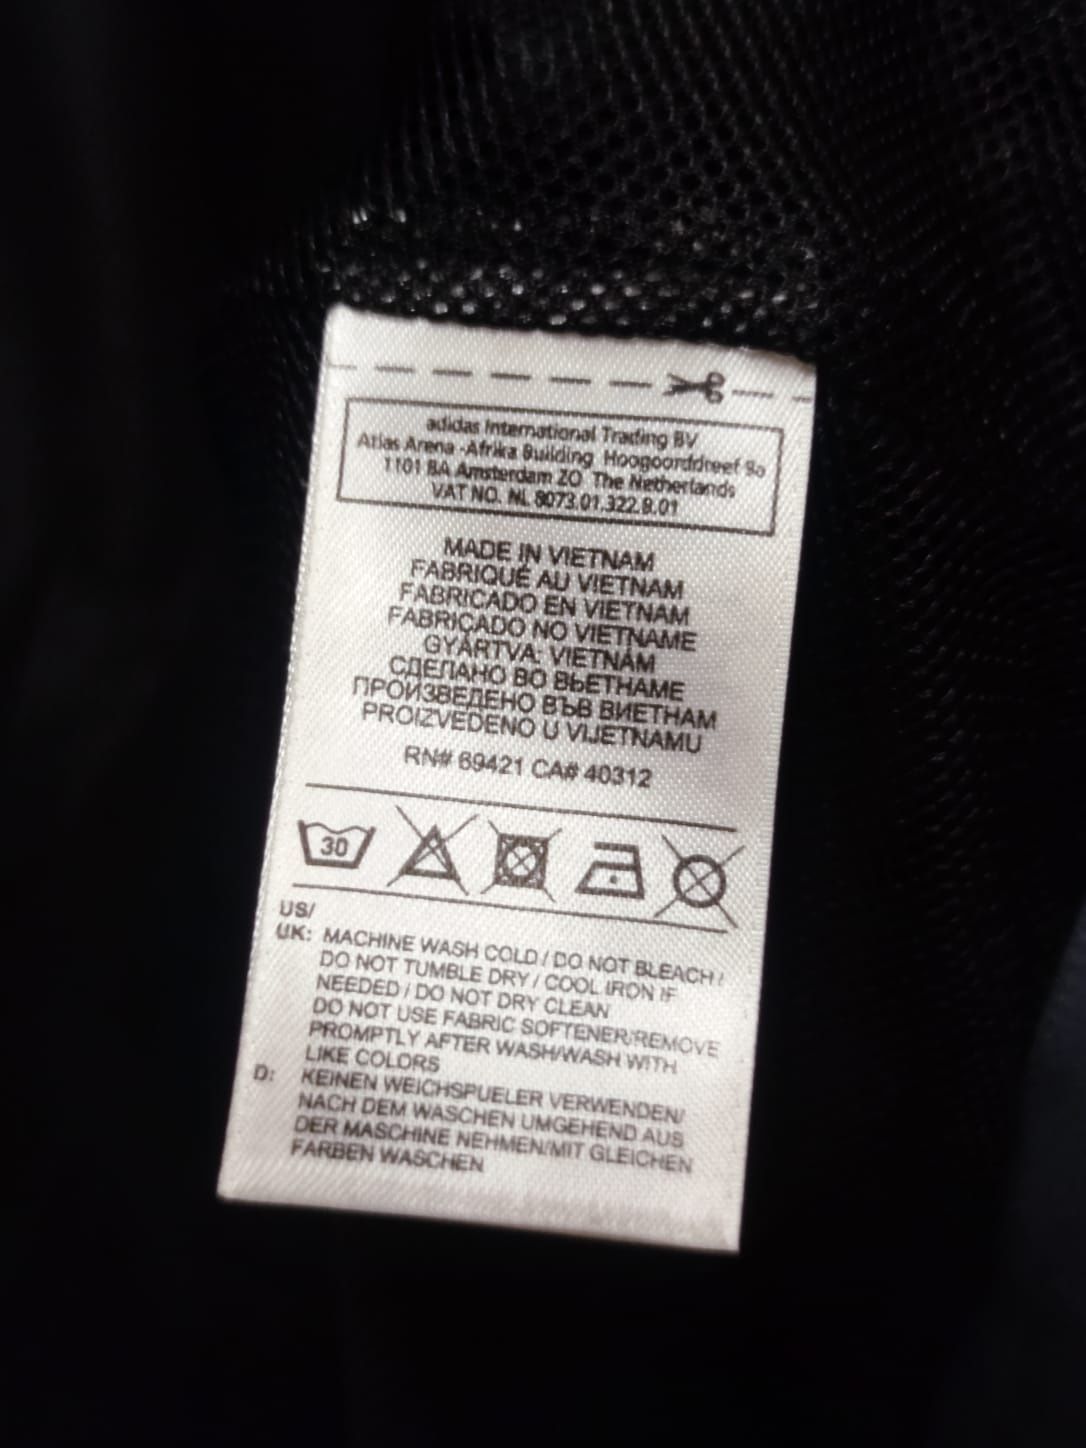 adidas International Trading BV
Atlas Arena -Afrika Building Hoogoorddreef 9a
1101 BA Amsterdam ZO The Netherlands
VAT NO. NL 8073.01.322.B.01
MADE IN VIETNAM
FABRIQUÉ AU VIETNAM
FABRICADO EN VIETNAM
FABRICADO NO VIETNAME
GYÁRTVA: VIETNÁM
СДЕЛАНО ВО ВЬЕТНАМЕ
ПРОИЗВЕДЕНО ВЪВ ВИЕТНАМ
PROIZVEDENO U VIJETNAMU
RN# 69421 CA# 40312
30
US/
UK: MACHINE WASH COLD / DO NOT BLEACH /
DO NOT TUMBLE DRY / COOL IRON IF
NEEDED / DO NOT DRY CLEAN
DO NOT USE FABRIC SOFTENER/REMOVE
PROMPTLY AFTER WASH/WASH WITH
LIKE COLORS
D: KEINEN WEICHSPUELER VERWENDEN/
NACH DEM WASCHEN UMGEHEND AUS
DER MASCHINE NEHMEN/MIT GLEICHEN
FARBEN WASCHEN